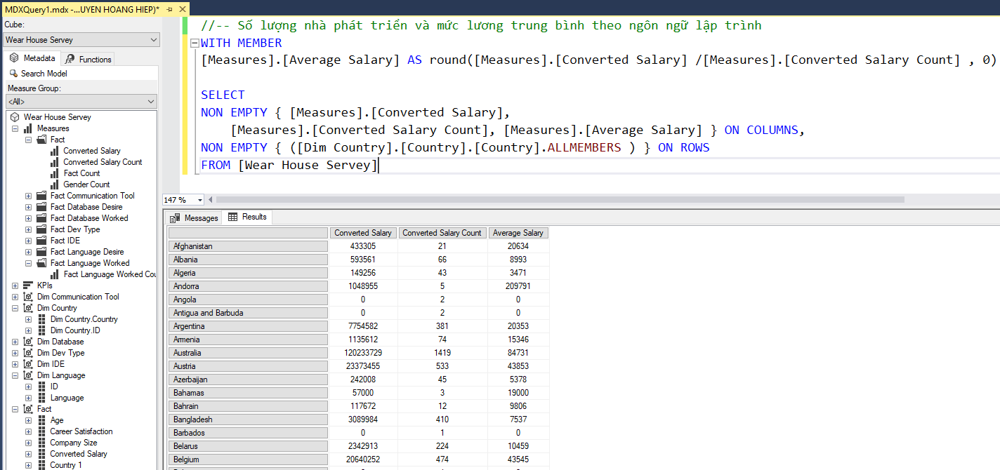 MDXQuery1.mdx -...UYEN HOANG HIEP)*
Cube:
Wear House Servey
Metadata
Functions
Search Model
Measure Group:
<All>
Wear House Servey
Measures
Fact
Converted Salary
Converted Salary Count
Fact Count
Gender Count
Fact Communication Tool
Fact Database Desire
Fact Database Worked
Fact Dev Type
Fact IDE
Fact Language Desire
Fact Language Worked
Fact Language Worked Cou
KPIs
Dim Communication Tool
Dim Country
Dim Country.Country
Dim Country.ID
Dim Database
Dim Dev Type
Dim IDE
Dim Language
ID
Language
Fact
Age
Career Satisfaction
Company Size
Converted Salary
Country 1
//-- Số lượng nhà phát triển và mức lương trung bình theo ngôn ngữ lập trình
WITH MEMBER
[Measures].[Average Salary] AS round([Measures].[Converted Salary] /[Measures].[Converted Salary Count] , 0)
SELECT
NON EMPTY { [Measures].[Converted Salary],
[Measures].[Converted Salary Count], [Measures].[Average Salary] } ON COLUMNS,
NON EMPTY { ([Dim Country].[Country].[Country].ALLMEMBERS ) } ON ROWS
FROM [Wear House Servey]
147 %
Messages
Results
Converted Salary Converted Salary Count Average Salary
Afghanistan 433305 21 20634
Albania 593561 66 8993
Algeria 149256 43 3471
Andorra 1048955 5 209791
Angola 0 2 0
Antigua and Barbuda 0 2 0
Argentina 7754582 381 20353
Armenia 1135612 74 15346
Australia 120233729 1419 84731
Austria 23373455 533 43853
Azerbaijan 242008 45 5378
Bahamas 57000 3 19000
Bahrain 117672 12 9806
Bangladesh 3089984 410 7537
Barbados 0 1 0
Belarus 2342913 224 10459
Belgium 20640252 474 43545